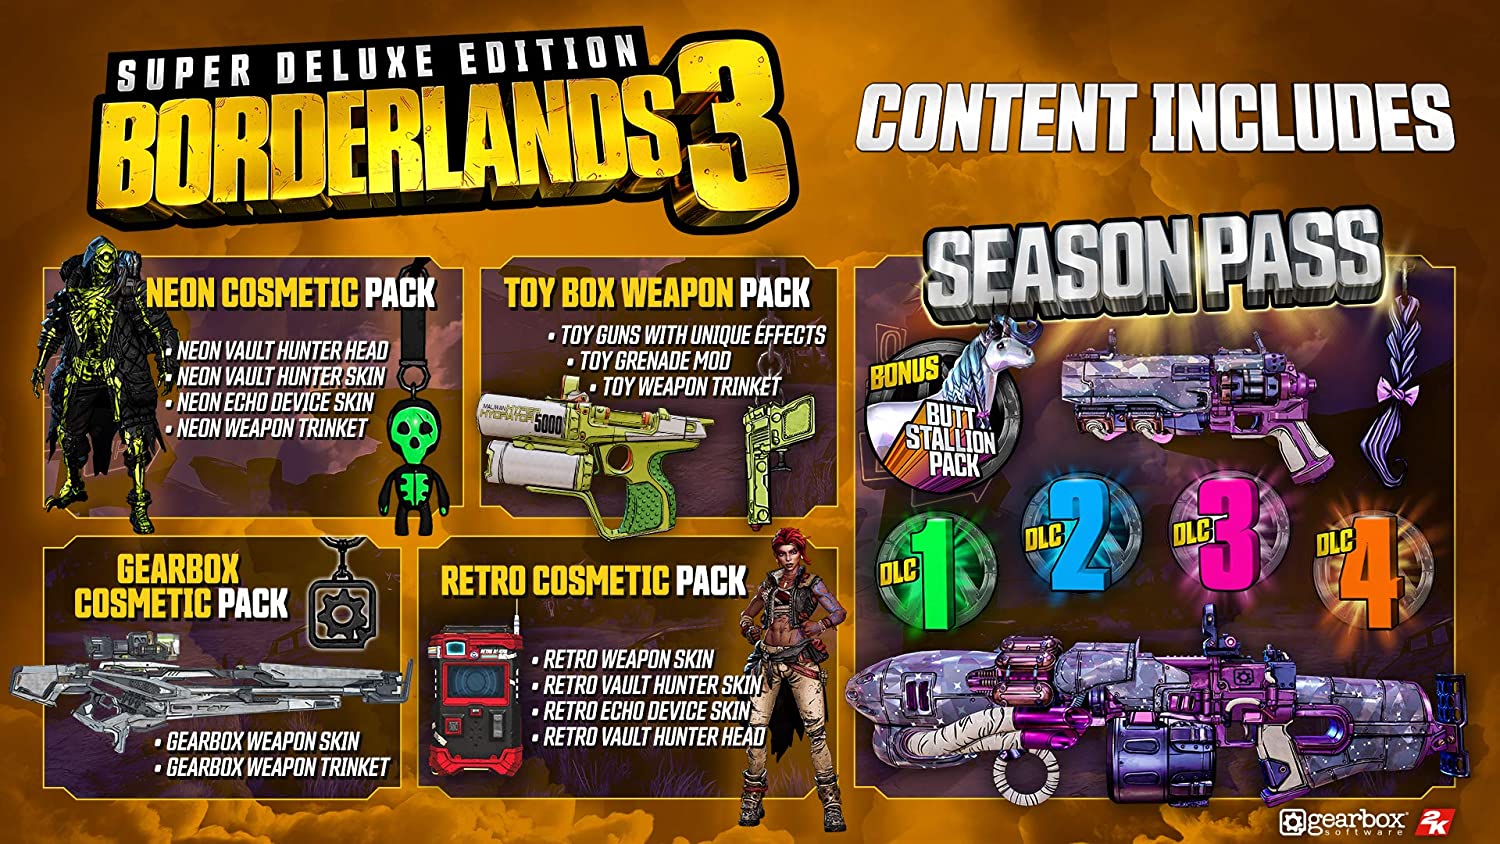 SUPER DELUXE EDITION
BORDERLANDS 3
CONTENT INCLUDES
NEON COSMETIC PACK
• NEON VAULT HUNTER HEAD
• NEON VAULT HUNTER SKIN
• NEON ECHO DEVICE SKIN
• NEON WEAPON TRINKET
TOY BOX WEAPON PACK
• TOY GUNS WITH UNIQUE EFFECTS
• TOY GRENADE MOD
• TOY WEAPON TRINKET
5000
GEARBOX
COSMETIC PACK
• GEARBOX WEAPON SKIN
• GEARBOX WEAPON TRINKET
RETRO COSMETIC PACK
• RETRO WEAPON SKIN
• RETRO VAULT HUNTER SKIN
• RETRO ECHO DEVICE SKIN
• RETRO VAULT HUNTER HEAD
SEASON PASS
BONUS
BUTT
STALLION
PACK
DLC 1
DLC 2
DLC 3
DLC 4
gearbox
software
2K